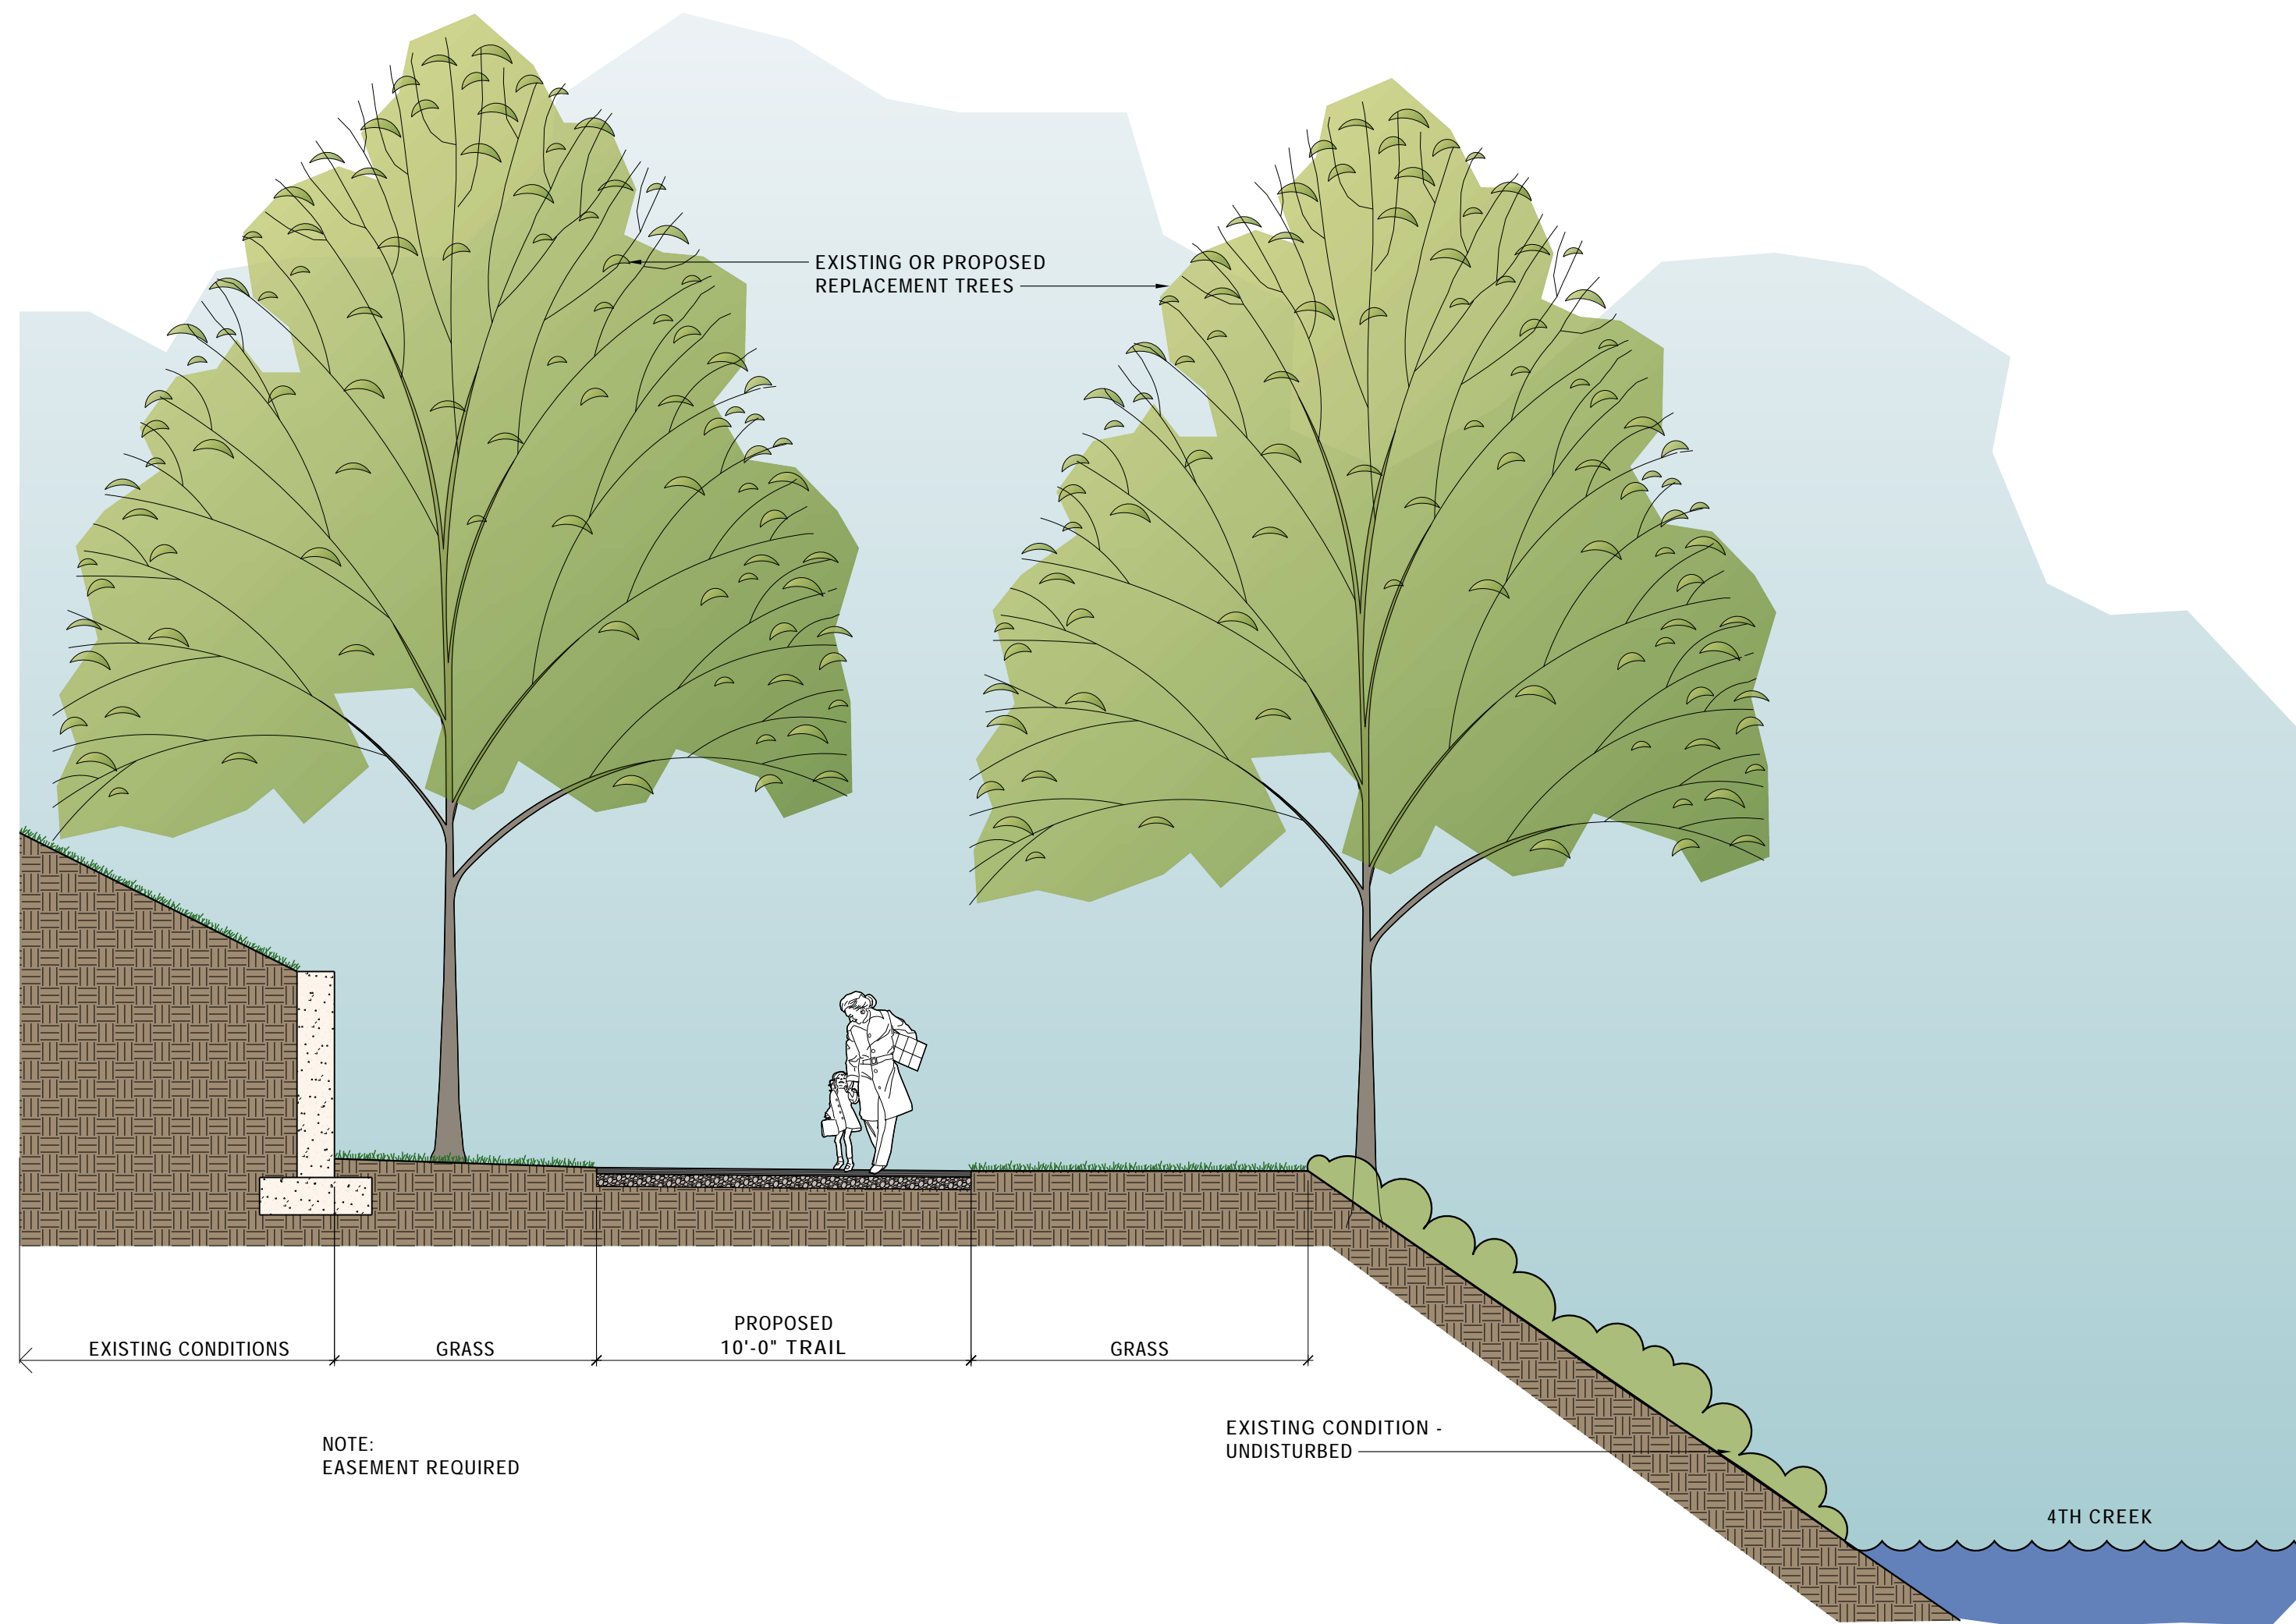 EXISTING OR PROPOSED
REPLACEMENT TREES
EXISTING CONDITIONS
GRASS
PROPOSED
10'-0" TRAIL
GRASS
NOTE:
EASEMENT REQUIRED
EXISTING CONDITION -
UNDISTURBED
4TH CREEK